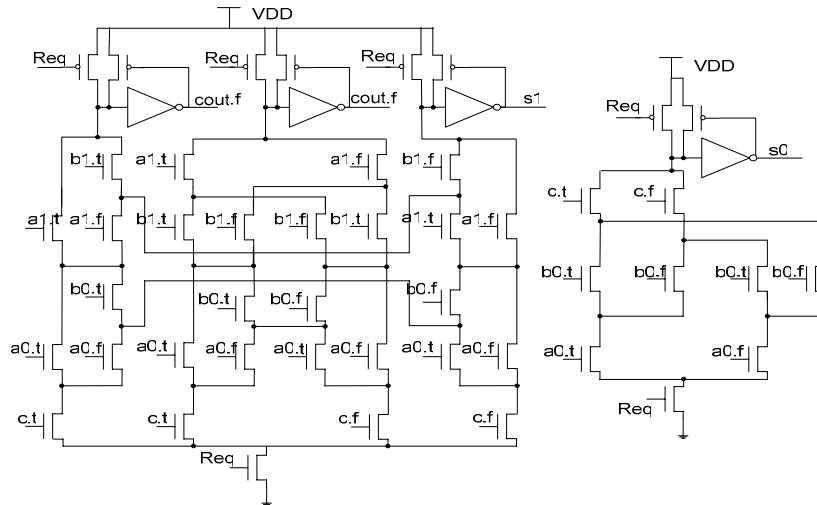 VDD
Req Req Req
cout.f cout.f s1
b1.t a1.t a1.f b1.f
a1.t a1.f b1.t b1.f b1.f b1.t a1.t a1.f
b0.t b0.f b0.f b0.f
a0.t a0.f a0.t a0.f a0.t a0.f a0.t a0.f
c.t c.t c.f c.f
Req
VDD
Req
s0
c.t c.f
b0.t b0.f b0.t b0.f
a0.t a0.f
Req